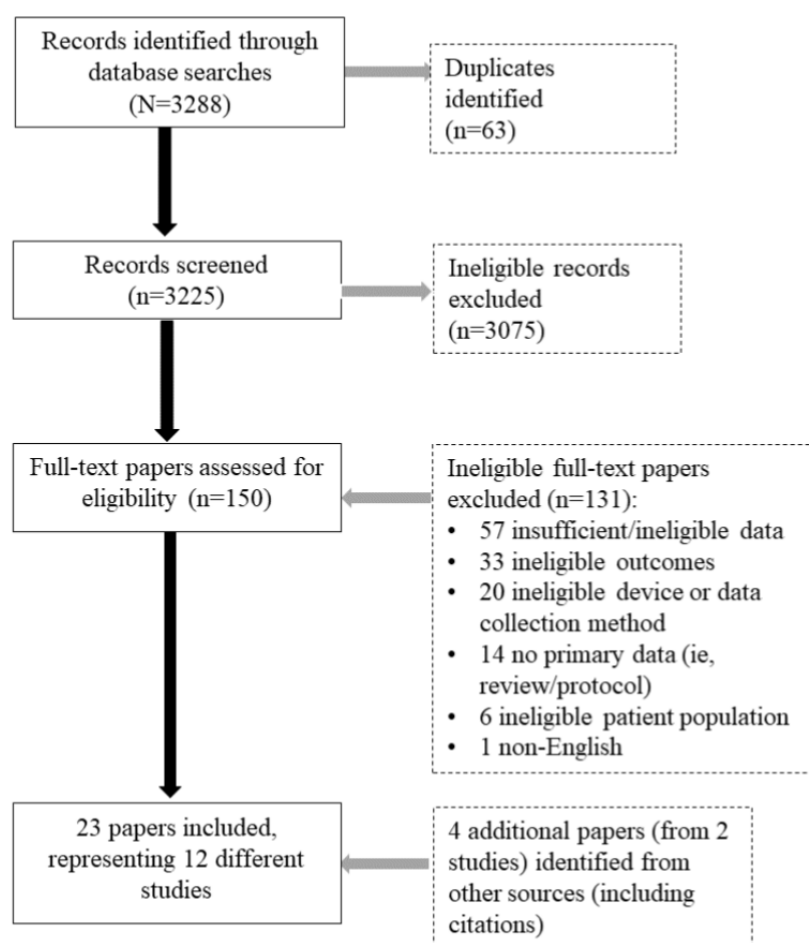 Records identified through
database searches
(N=3288)
Duplicates
identified
(n=63)
Records screened
(n=3225)
Ineligible records
excluded
(n=3075)
Full-text papers assessed for
eligibility (n=150)
Ineligible full-text papers
excluded (n=131):
• 57 insufficient/ineligible data
• 33 ineligible outcomes
• 20 ineligible device or data
collection method
• 14 no primary data (ie,
review/protocol)
• 6 ineligible patient population
• 1 non-English
23 papers included,
representing 12 different
studies
4 additional papers (from 2
studies) identified from
other sources (including
citations)